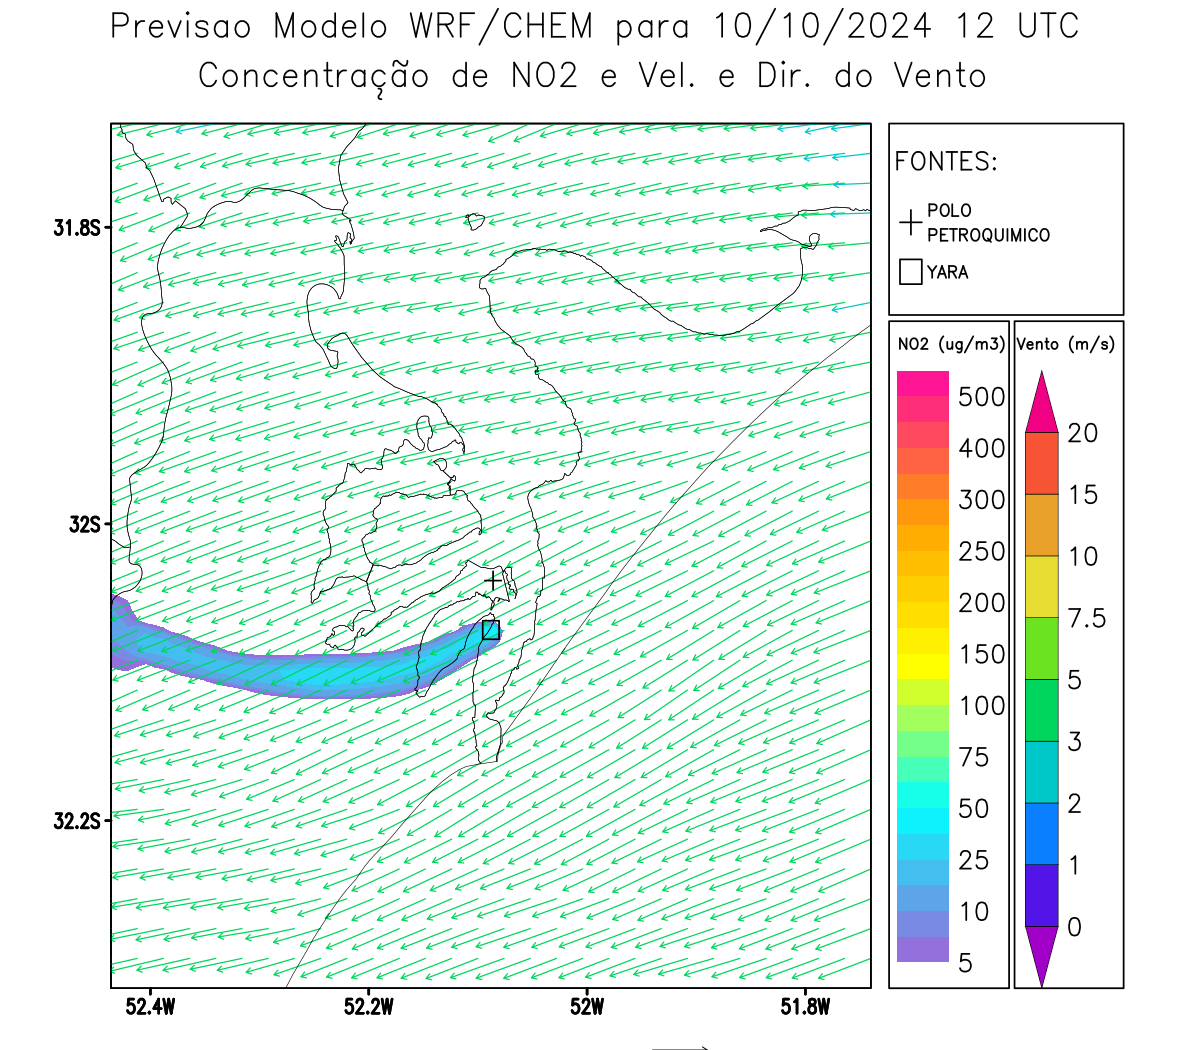 Previsao Modelo WRF/CHEM para 10/10/2024 12 UTC
Concentração de NO2 e Vel. e Dir. do Vento
FONTES:
POLO
PETROQUIMICO
YARA
31.8S
32S
32.2S
52.4W
52.2W
52W
51.8W
NO2 (ug/m3)
500
400
300
250
200
150
100
75
50
25
10
5
Vento (m/s)
20
15
10
7.5
5
3
2
1
0